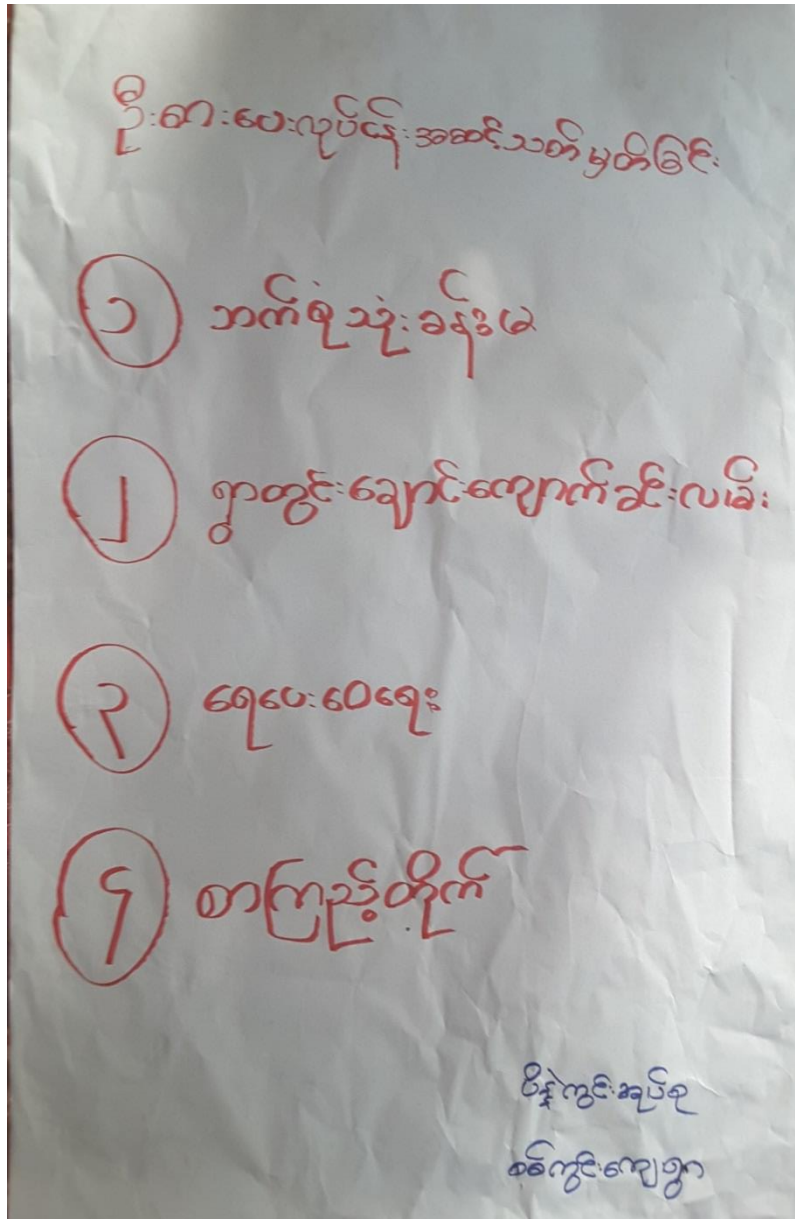 ဦးစားပေးလုပ်ငန်းအဆင့်သတ်မှတ်ခြင်း
၁ ဘက်စုံသုံးခန်းမ
၂ ရွာတွင်းချောင်းကျောက်ခင်းလမ်း
၃ ရေပေးဝေရေး
၄ စာကြည့်တိုက်
ပိန္နဲကွင်းအုပ်စု
စစ်ကွင်းကျေးရွာ